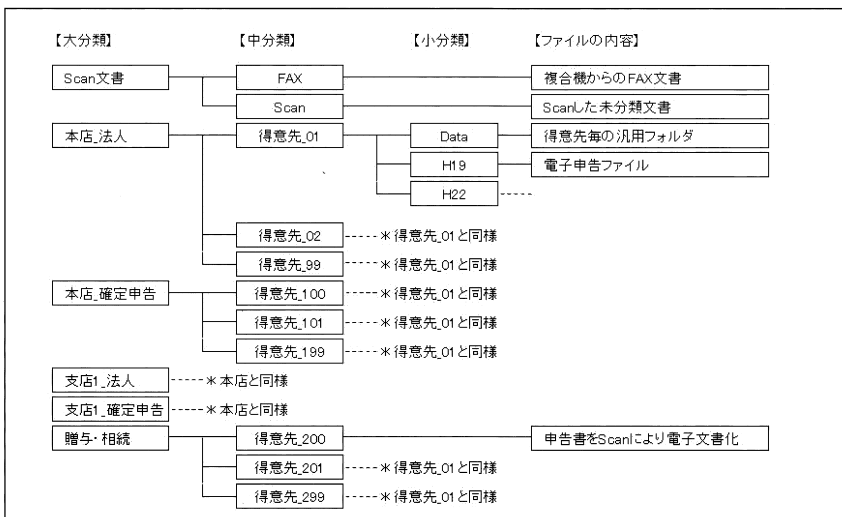 【大分類】 【中分類】 【小分類】 【ファイルの内容】
Scan文書 FAX 複合機からのFAX文書
Scan Scanした未分類文書
本店_法人 得意先_01 Data 得意先毎の汎用フォルダ
H19 電子申告ファイル
H22
得意先_02 ＊得意先_01と同様
得意先_99 ＊得意先_01と同様
本店_確定申告 得意先_100 ＊得意先_01と同様
得意先_101 ＊得意先_01と同様
得意先_199 ＊得意先_01と同様
支店1_法人 ＊本店と同様
支店1_確定申告 ＊本店と同様
贈与・相続 得意先_200 申告書をScanにより電子文書化
得意先_201 ＊得意先_01と同様
得意先_299 ＊得意先_01と同様